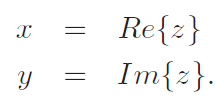 x = Re{z}
y = Im{z}.